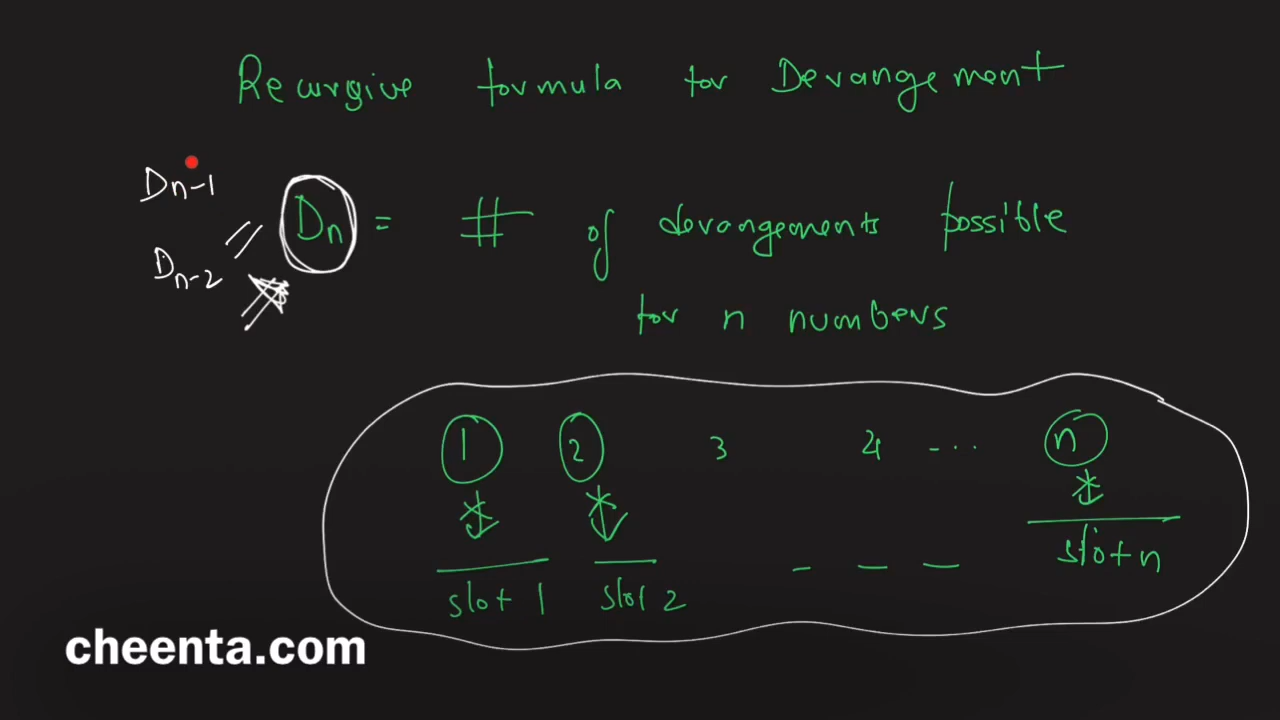 Recursive formula for Derangement
Dn-1
Dn = # of derangements possible
Dn-2
for n numbers
1 2 3 4 - ... n
slot 1 slot 2 - - - slot n
cheenta.com